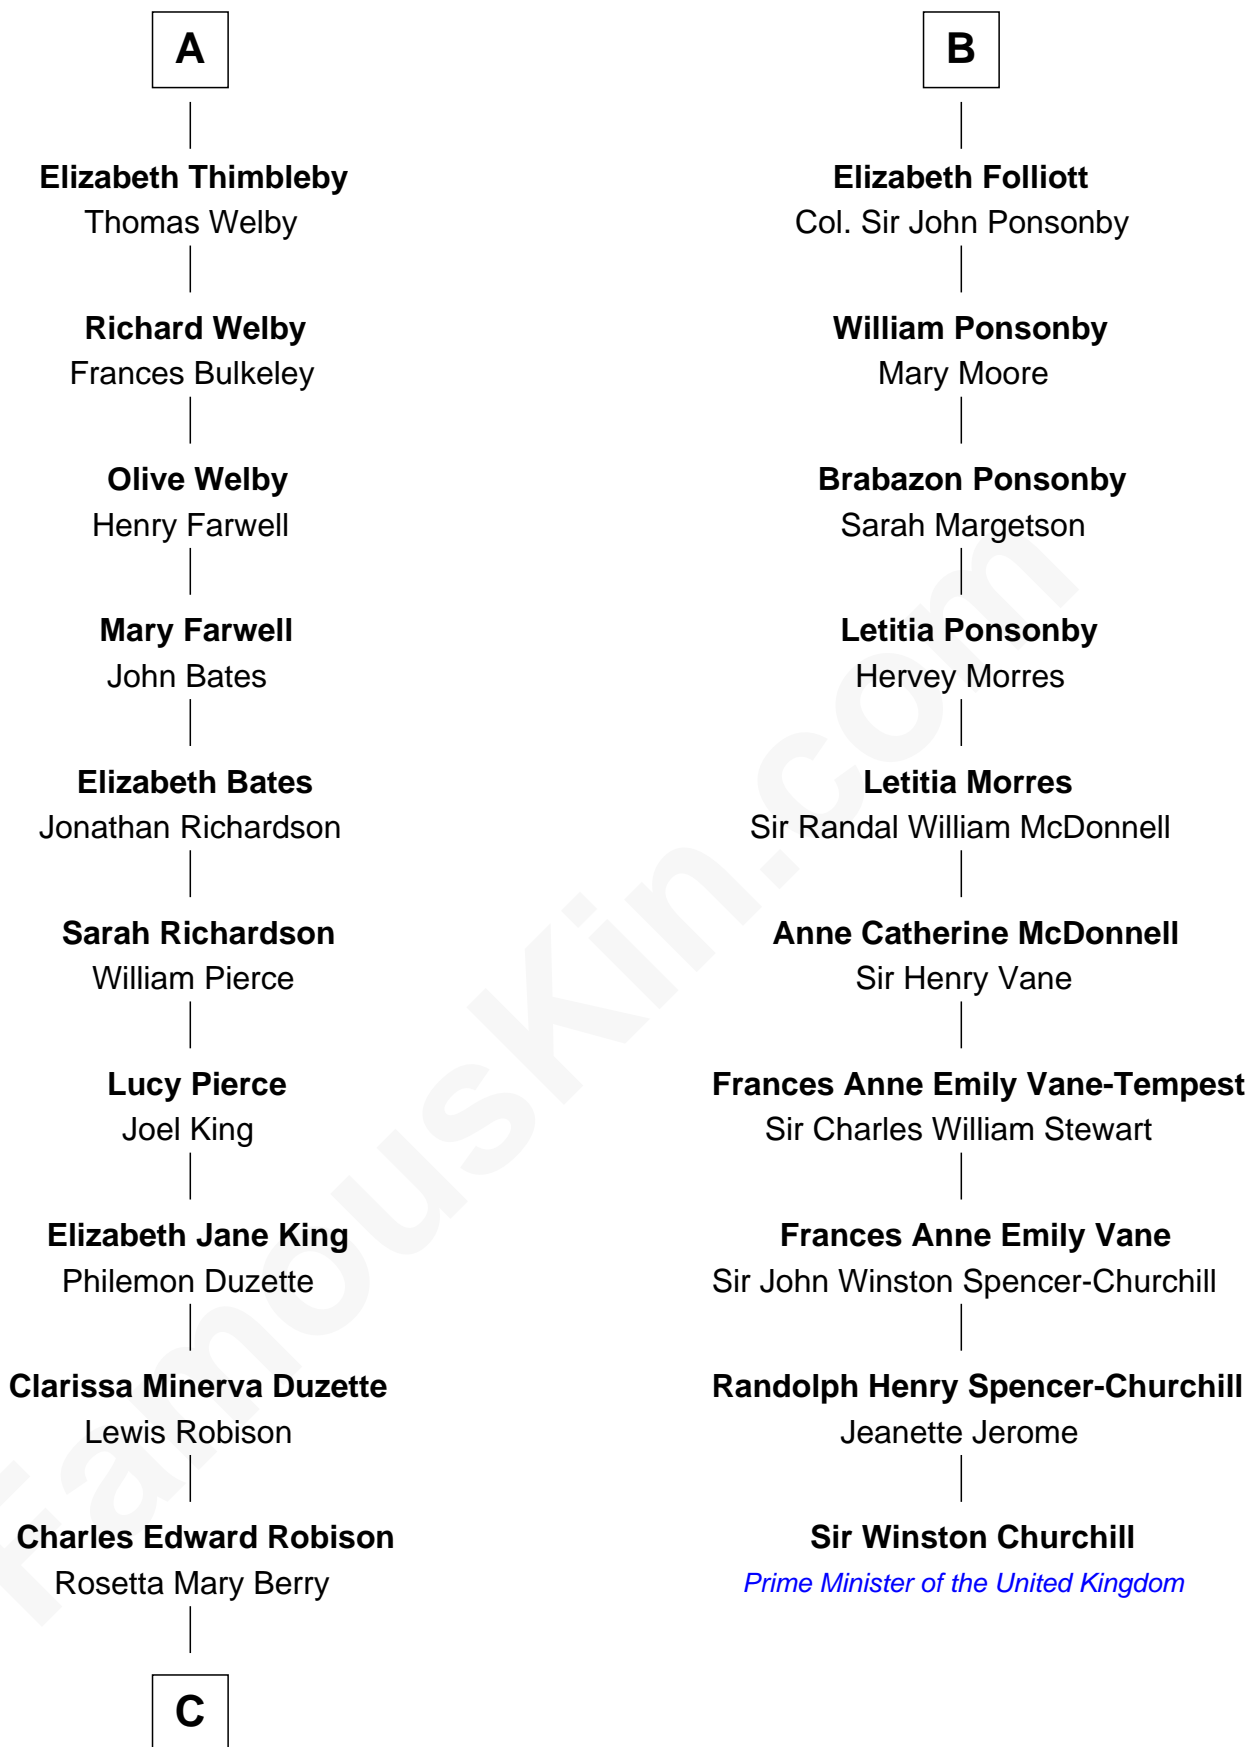 A
Elizabeth Thimbleby
Thomas Welby
Richard Welby
Frances Bulkeley
Olive Welby
Henry Farwell
Mary Farwell
John Bates
Elizabeth Bates
Jonathan Richardson
Sarah Richardson
William Pierce
Lucy Pierce
Joel King
Elizabeth Jane King
Philemon Duzette
Clarissa Minerva Duzette
Lewis Robison
Charles Edward Robison
Rosetta Mary Berry
C
B
Elizabeth Folliott
Col. Sir John Ponsonby
William Ponsonby
Mary Moore
Brabazon Ponsonby
Sarah Margetson
Letitia Ponsonby
Hervey Morres
Letitia Morres
Sir Randal William McDonnell
Anne Catherine McDonnell
Sir Henry Vane
Frances Anne Emily Vane-Tempest
Sir Charles William Stewart
Frances Anne Emily Vane
Sir John Winston Spencer-Churchill
Randolph Henry Spencer-Churchill
Jeanette Jerome
Sir Winston Churchill
Prime Minister of the United Kingdom
FamousKin.com